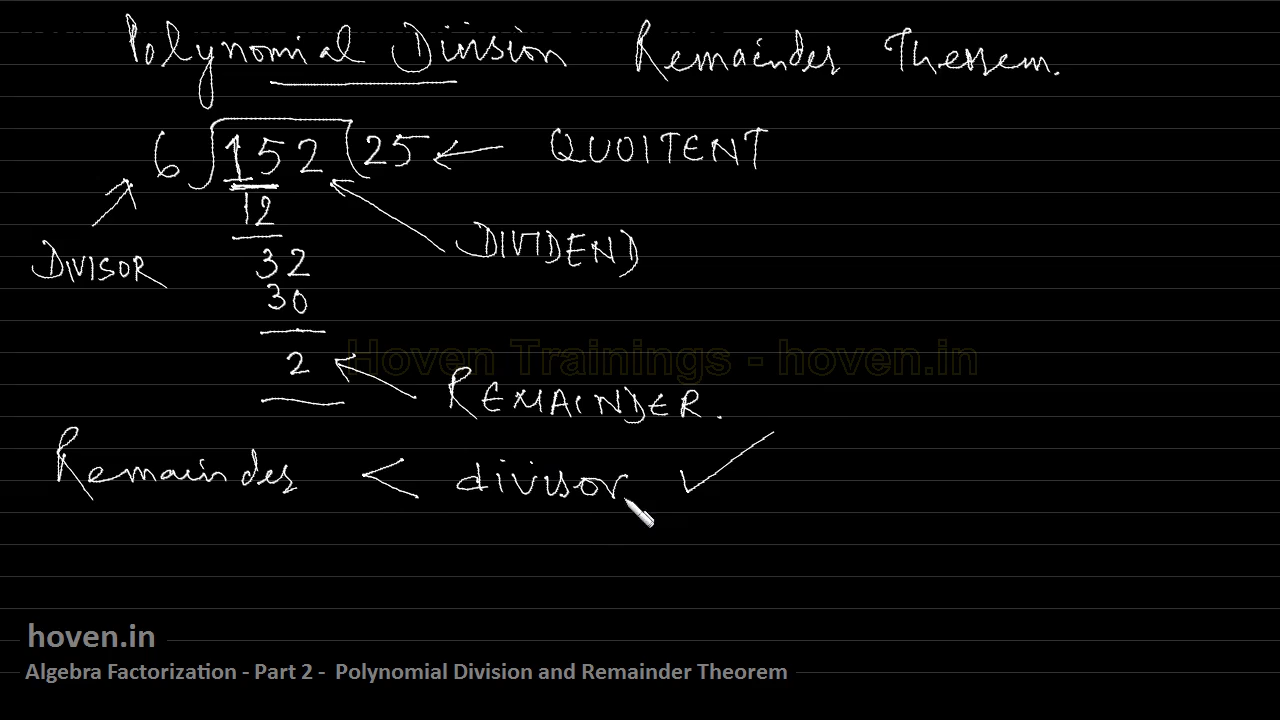 Polynomial Division Remainder Theorem.
6 152 25 ← QUOITENT
12
DIVIDEND
DIVISOR
32
30
Hoven Trainings - hoven.in
2
REMAINDER.
Remainder < divisor ✓
hoven.in
Algebra Factorization - Part 2 - Polynomial Division and Remainder Theorem